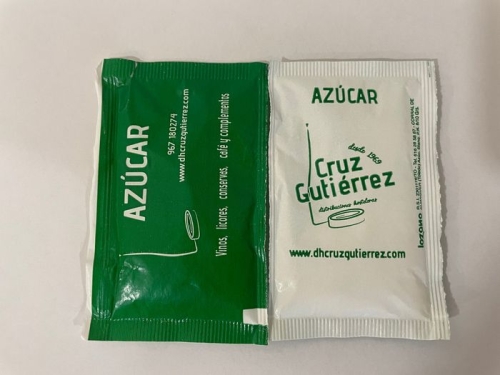 AZÚCAR
967 180274
www.dhcruzgutierrez.com
Vinos, licores, conservas, café y complementos
AZÚCAR
desde 1969
Cruz
Gutiérrez
distribuciones hosteleras
www.dhcruzgutierrez.com
lozano